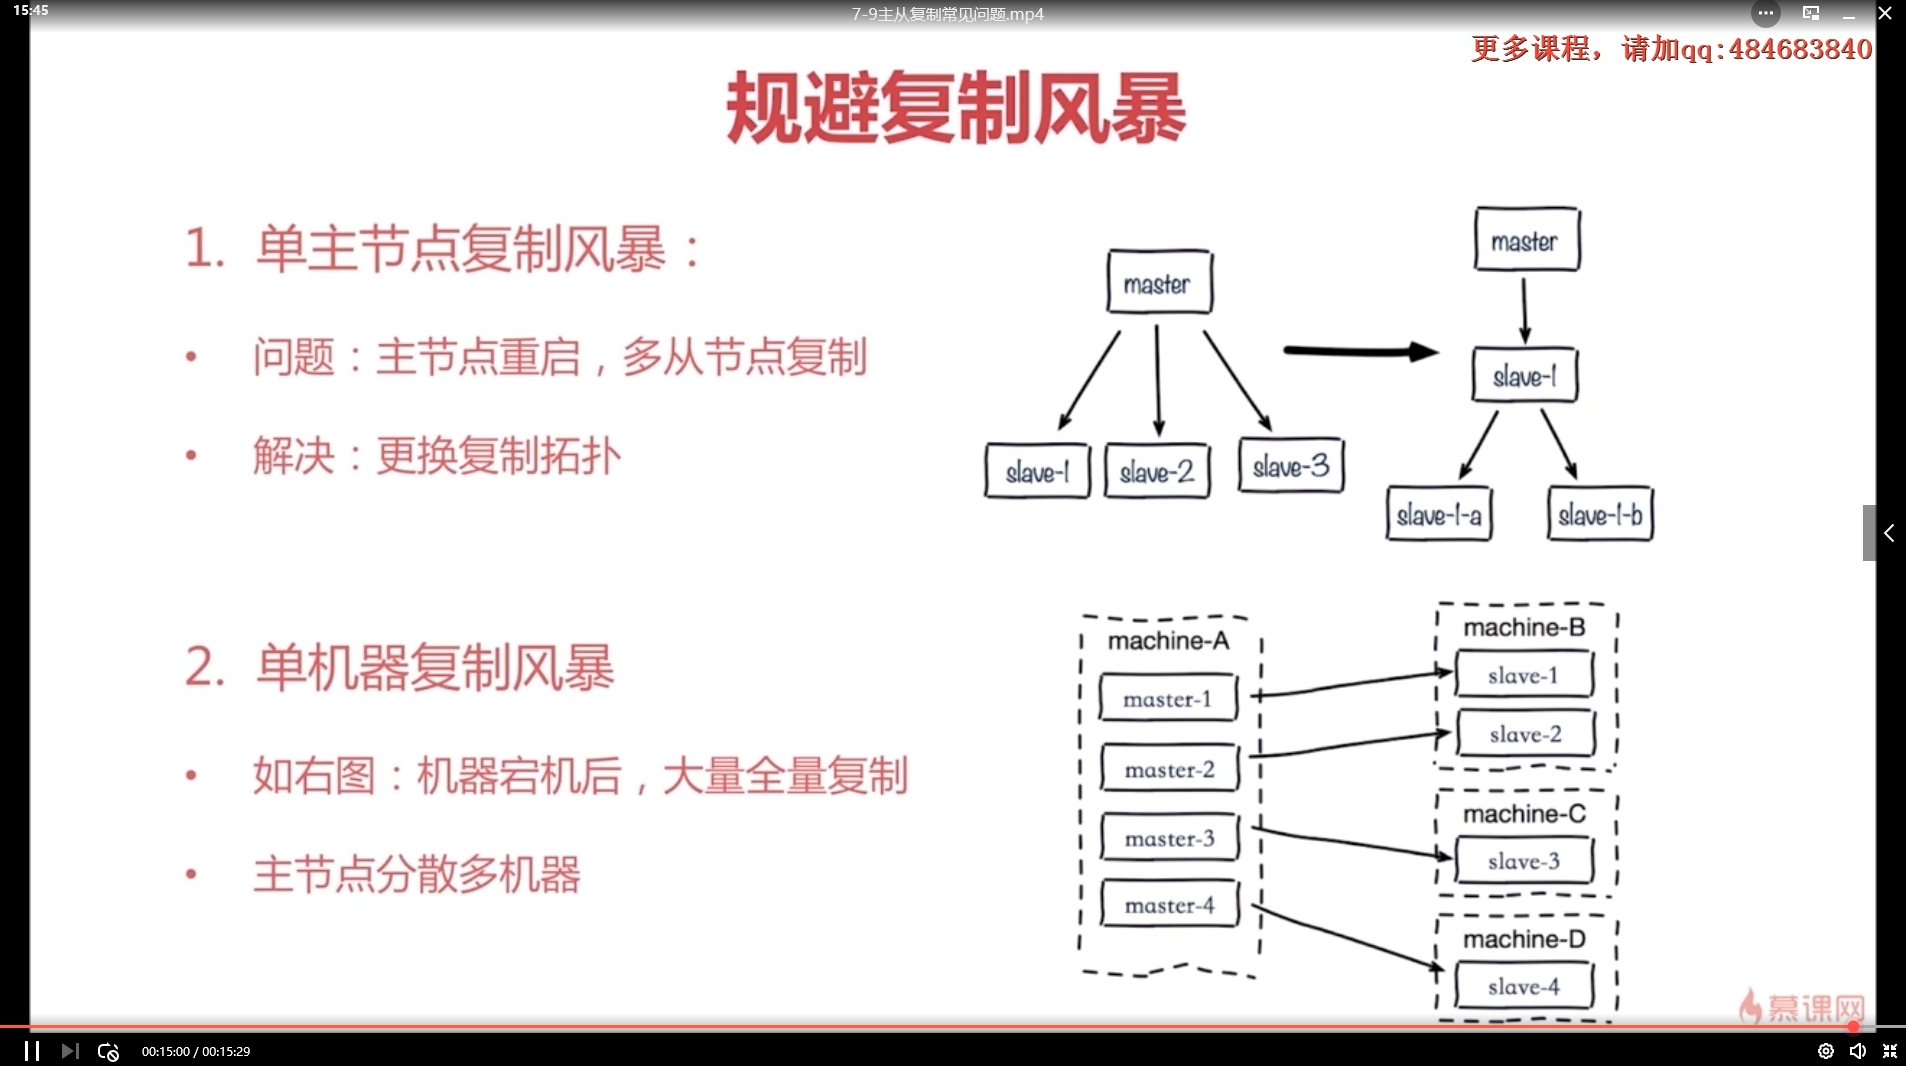 15:45
7-9主从复制常见问题.mp4
更多课程，请加qq:484683840
规避复制风暴
1. 单主节点复制风暴：
• 问题：主节点重启，多从节点复制
• 解决：更换复制拓扑
master
slave-1
slave-2
slave-3
master
slave-1
slave-1-a
slave-1-b
2. 单机器复制风暴
• 如右图：机器宕机后，大量全量复制
• 主节点分散多机器
machine-A
master-1
master-2
master-3
master-4
machine-B
slave-1
slave-2
machine-C
slave-3
machine-D
slave-4
慕课网
00:15:00 / 00:15:29